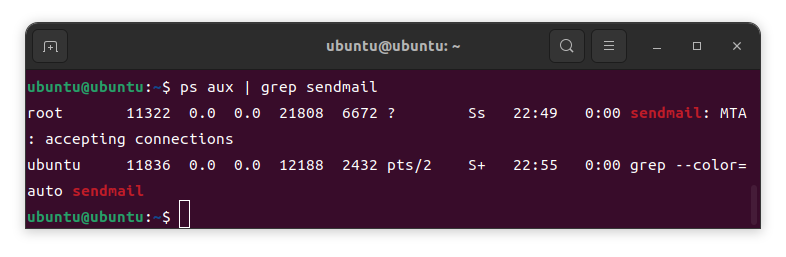 ubuntu@ubuntu: ~
ubuntu@ubuntu:~$ ps aux | grep sendmail
root       11322  0.0  0.0  21808  6672 ?        Ss   22:49   0:00 sendmail: MTA
: accepting connections
ubuntu     11836  0.0  0.0  12188  2432 pts/2    S+   22:55   0:00 grep --color=
auto sendmail
ubuntu@ubuntu:~$